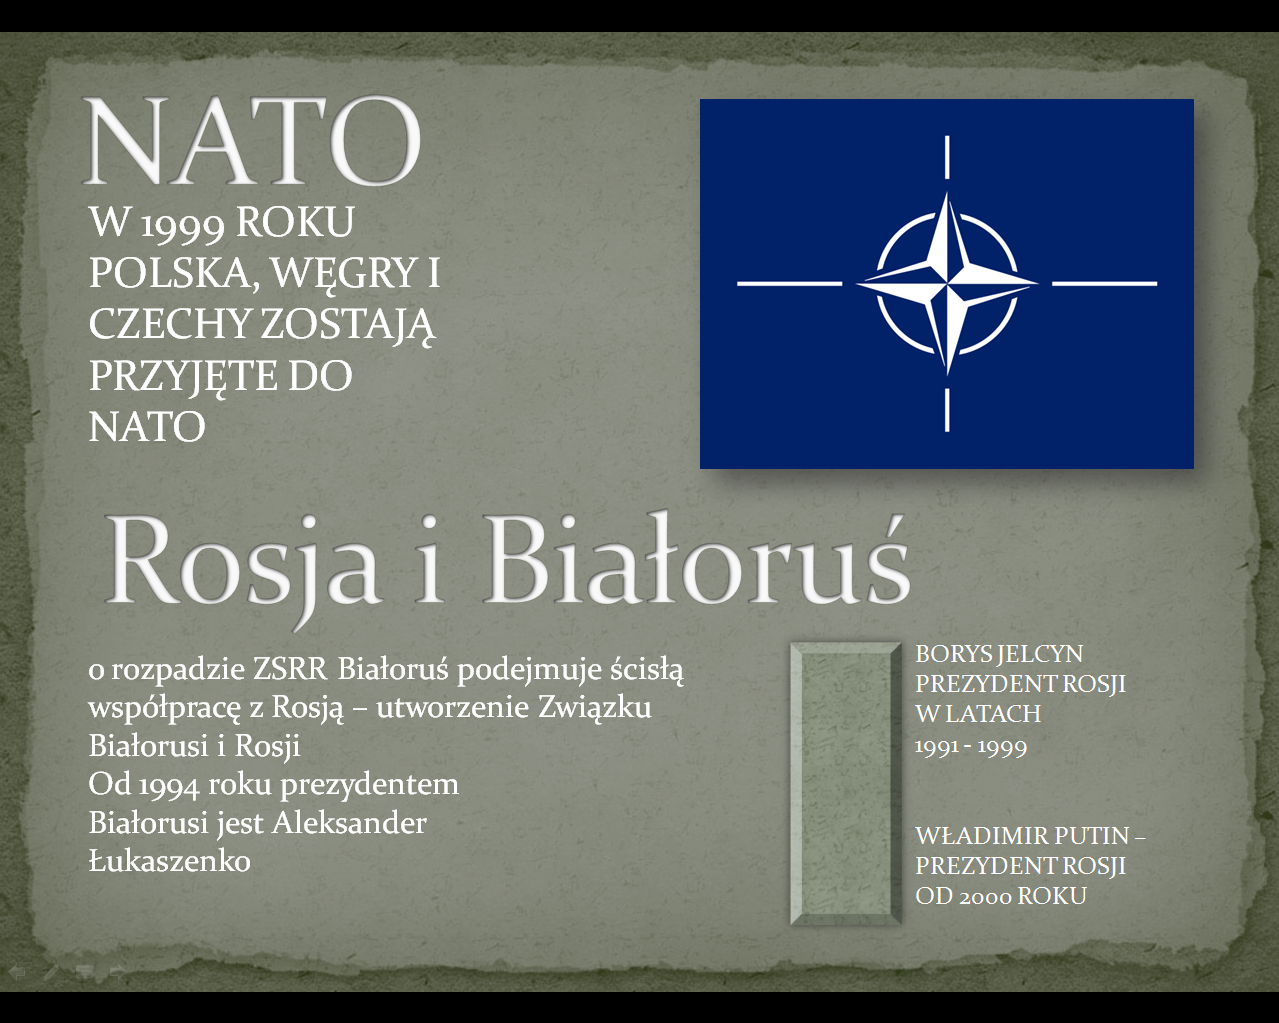 NATO
W 1999 ROKU
POLSKA, WĘGRY I
CZECHY ZOSTAJĄ
PRZYJĘTE DO
NATO
Rosja i Białoruś
o rozpadzie ZSRR Białoruś podejmuje ścisłą
współpracę z Rosją – utworzenie Związku
Białorusi i Rosji
Od 1994 roku prezydentem
Białorusi jest Aleksander
Łukaszenko
BORYS JELCYN
PREZYDENT ROSJI
W LATACH
1991 - 1999
WŁADIMIR PUTIN –
PREZYDENT ROSJI
OD 2000 ROKU